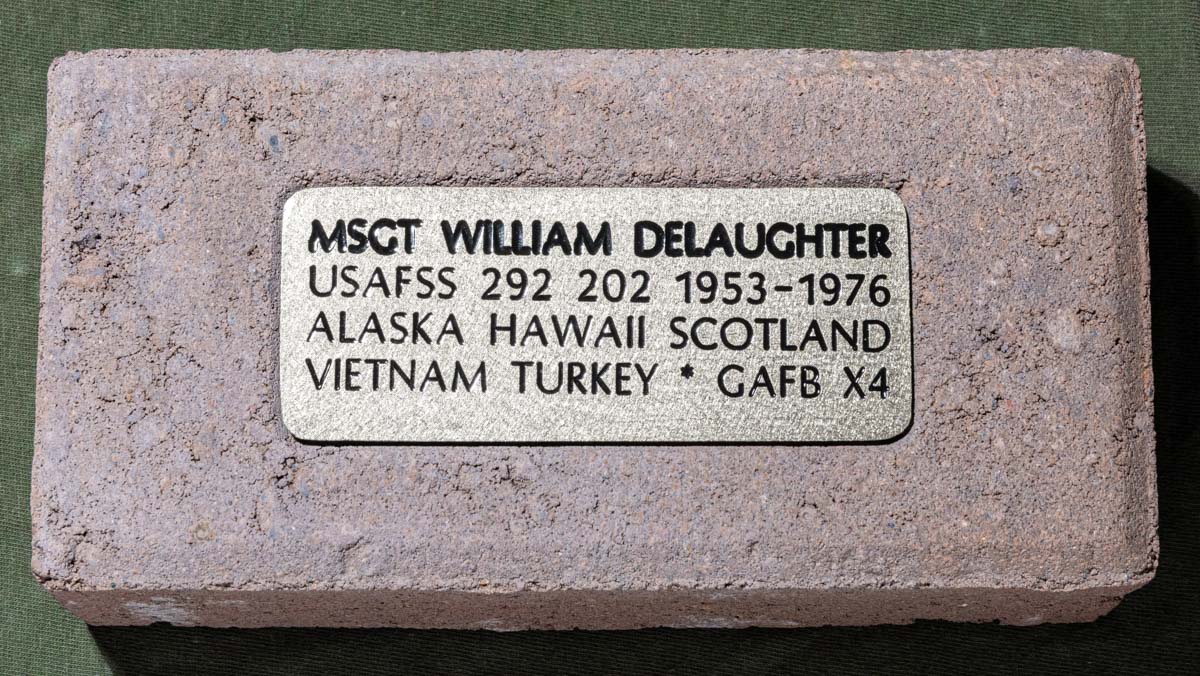 MSGT WILLIAM DELAUGHTER
USAFSS 292 202 1953-1976
ALASKA HAWAII SCOTLAND
VIETNAM TURKEY * GAFB X4